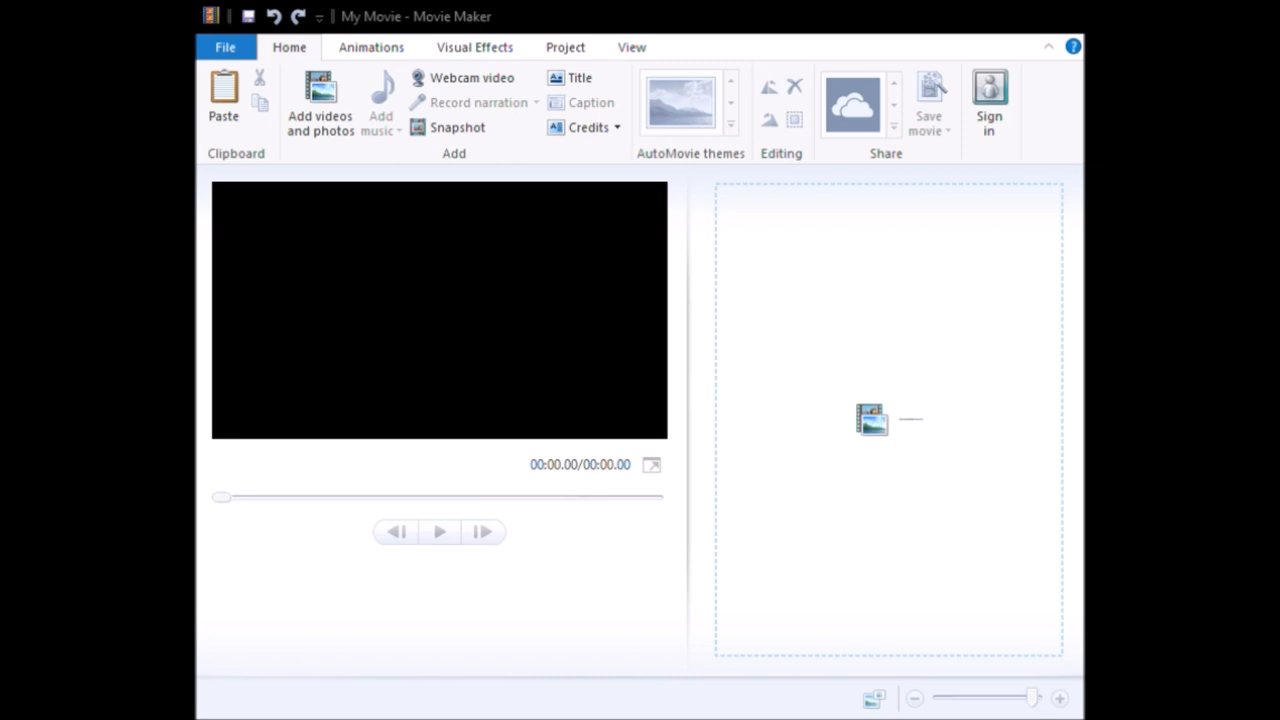 My Movie - Movie Maker
File Home Animations Visual Effects Project View
Paste
Clipboard
Add videos
and photos
Add
music
Webcam video
Record narration
Snapshot
Title
Caption
Credits
Add
AutoMovie themes
Editing
Share
Save
movie
Sign
in
00:00.00/00:00.00